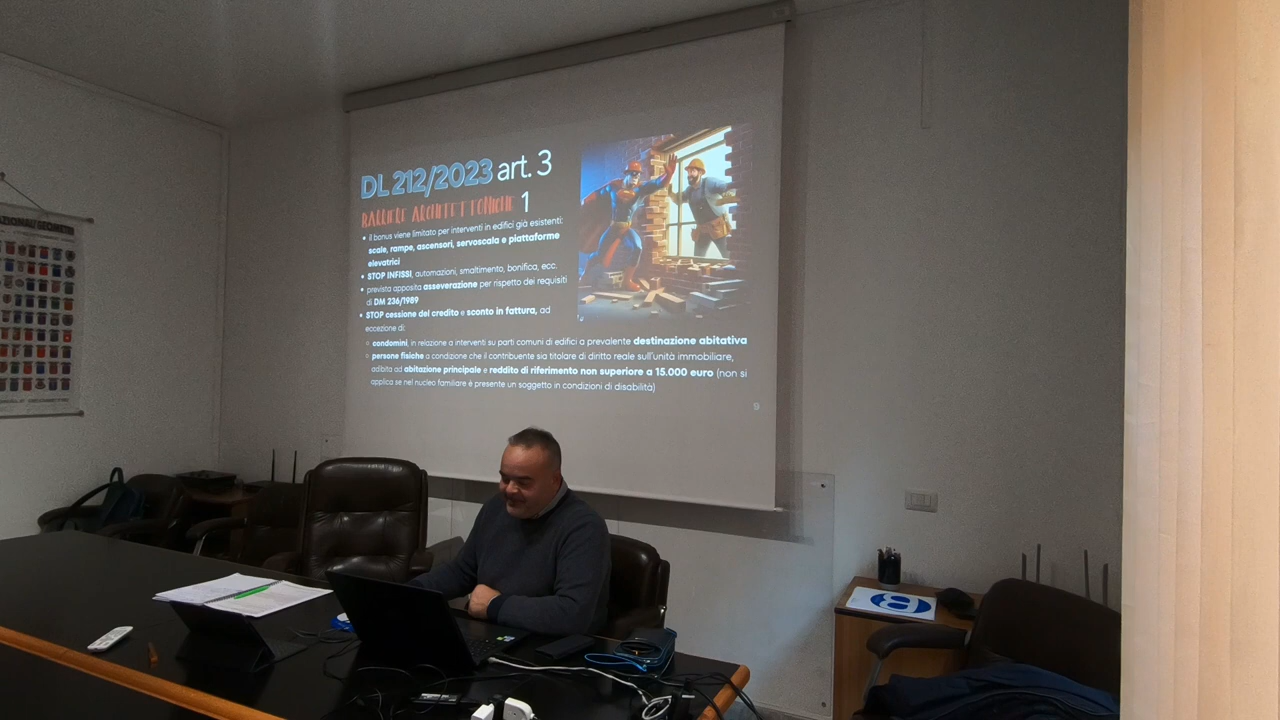 DL 212/2023 art. 3
BARRIERE ARCHITETTONICHE 1
• il bonus viene limitato per interventi in edifici già esistenti:
scale, rampe, ascensori, servoscala e piattaforme
elevatrici
• STOP INFISSI, automazioni, smaltimento, bonifica, ecc.
• prevista apposita asseverazione per rispetto dei requisiti
di DM 236/1989
• STOP cessione del credito e sconto in fattura, ad
eccezione di:
○ condomini, in relazione a interventi su parti comuni di edifici a prevalente destinazione abitativa
○ persone fisiche a condizione che il contribuente sia titolare di diritto reale sull'unità immobiliare,
adibita ad abitazione principale e reddito di riferimento non superiore a 15.000 euro (non si
applica se nel nucleo familiare è presente un soggetto in condizioni di disabilità)
9